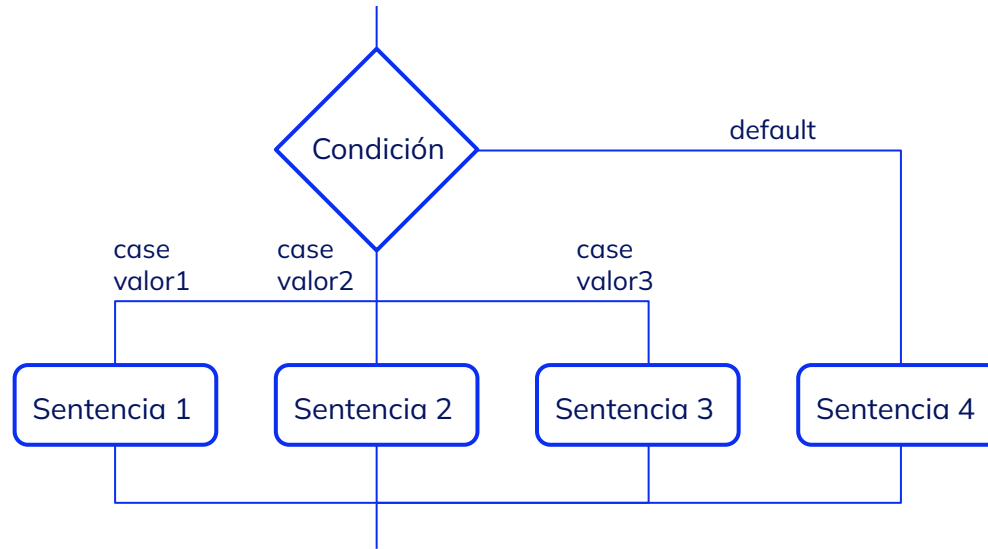 Condición
default
case
valor1
case
valor2
case
valor3
Sentencia 1
Sentencia 2
Sentencia 3
Sentencia 4